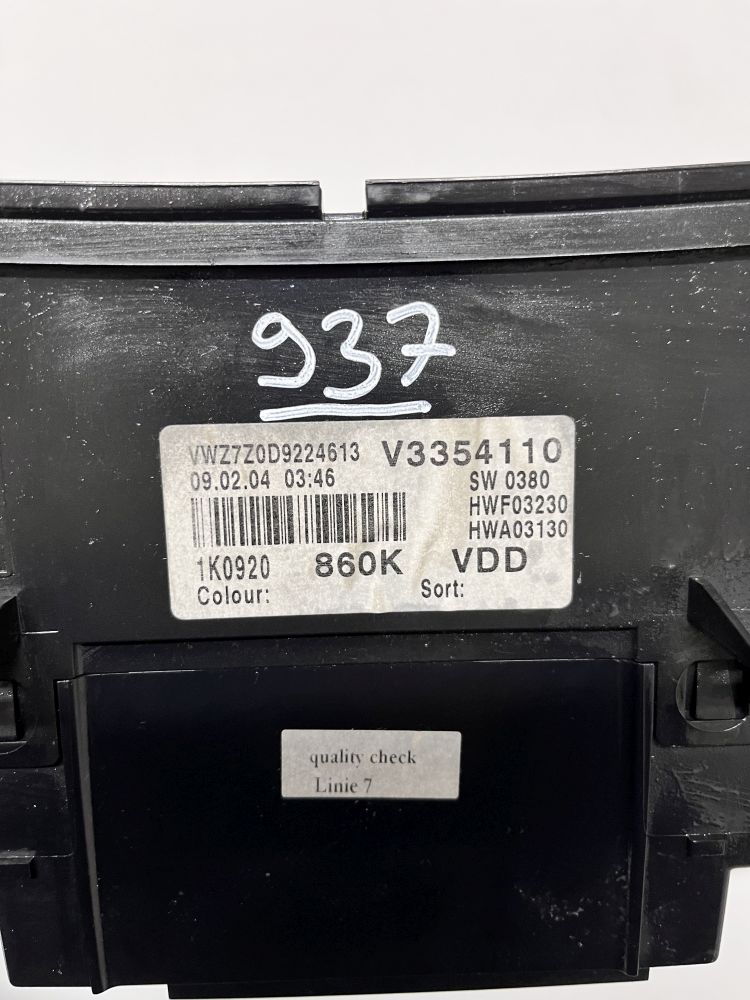 937
VWZ7Z0D9224613 V3354110
09.02.04 03:46 SW 0380
HWF03230
HWA03130
1K0920 860K VDD
Colour: Sort:
quality check
Linie 7